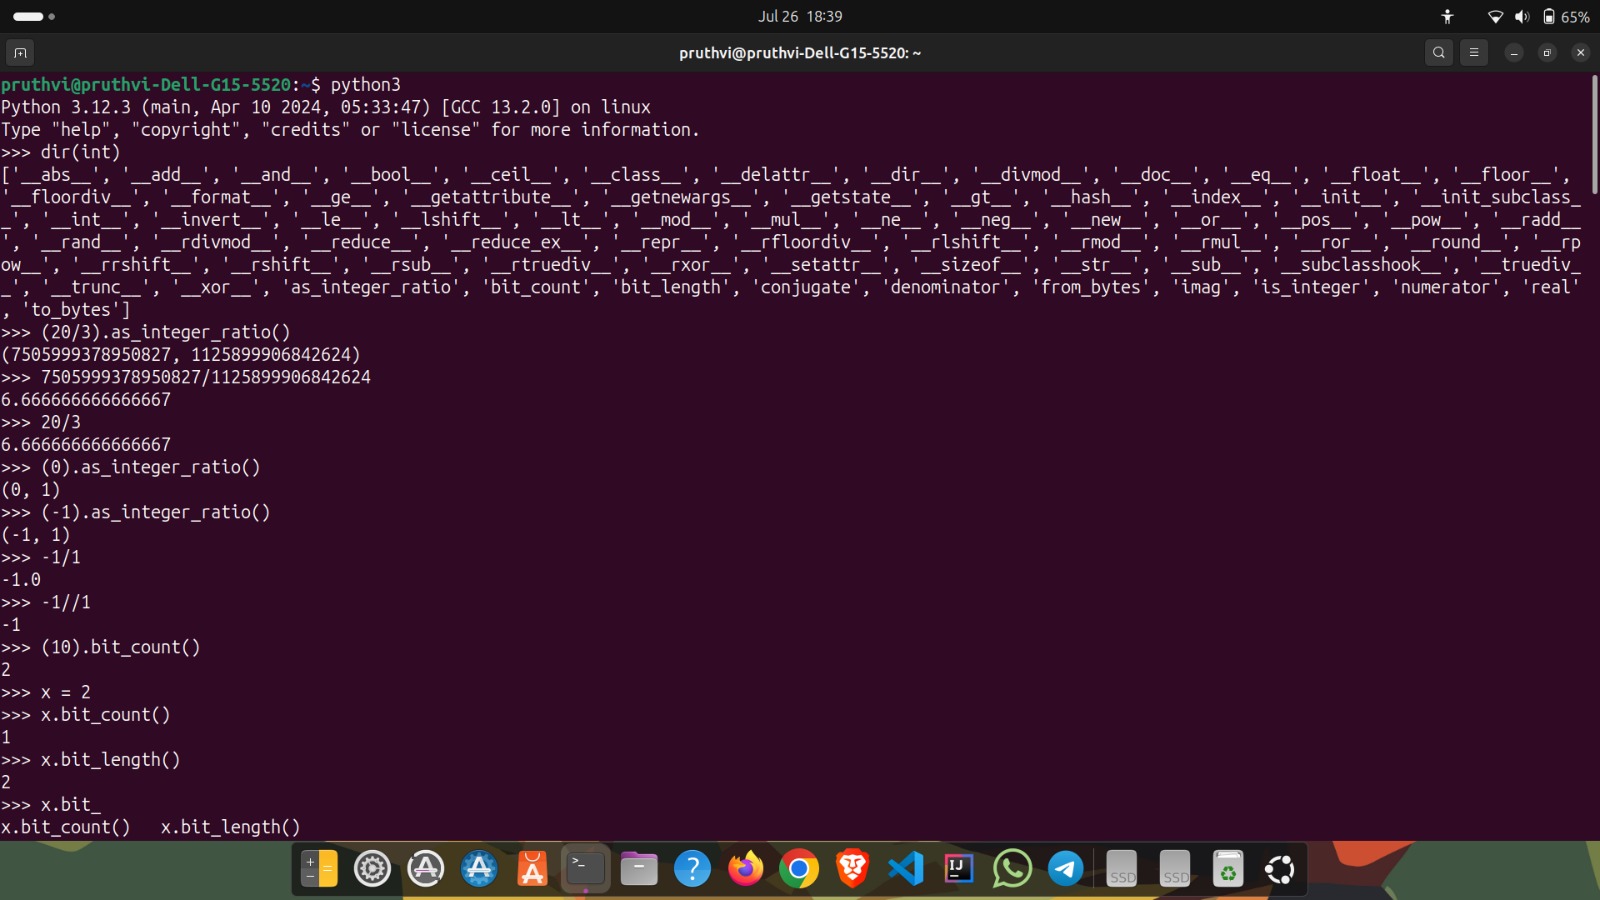 Jul 26 18:39
65%
pruthvi@pruthvi-Dell-G15-5520: ~
pruthvi@pruthvi-Dell-G15-5520:~$ python3
Python 3.12.3 (main, Apr 10 2024, 05:33:47) [GCC 13.2.0] on linux
Type "help", "copyright", "credits" or "license" for more information.
>>> dir(int)
['__abs__', '__add__', '__and__', '__bool__', '__ceil__', '__class__', '__delattr__', '__dir__', '__divmod__', '__doc__', '__eq__', '__float__', '__floor__',
'__floordiv__', '__format__', '__ge__', '__getattribute__', '__getnewargs__', '__getstate__', '__gt__', '__hash__', '__index__', '__init__', '__init_subclass_
_', '__int__', '__invert__', '__le__', '__lshift__', '__lt__', '__mod__', '__mul__', '__ne__', '__neg__', '__new__', '__or__', '__pos__', '__pow__', '__radd__
', '__rand__', '__rdivmod__', '__reduce__', '__reduce_ex__', '__repr__', '__rfloordiv__', '__rlshift__', '__rmod__', '__rmul__', '__ror__', '__round__', '__rp
ow__', '__rrshift__', '__rshift__', '__rsub__', '__rtruediv__', '__rxor__', '__setattr__', '__sizeof__', '__str__', '__sub__', '__subclasshook__', '__truediv_
_', '__trunc__', '__xor__', 'as_integer_ratio', 'bit_count', 'bit_length', 'conjugate', 'denominator', 'from_bytes', 'imag', 'is_integer', 'numerator', 'real'
, 'to_bytes']
>>> (20/3).as_integer_ratio()
(7505999378950827, 1125899906842624)
>>> 7505999378950827/1125899906842624
6.666666666666667
>>> 20/3
6.666666666666667
>>> (0).as_integer_ratio()
(0, 1)
>>> (-1).as_integer_ratio()
(-1, 1)
>>> -1/1
-1.0
>>> -1//1
-1
>>> (10).bit_count()
2
>>> x = 2
>>> x.bit_count()
1
>>> x.bit_length()
2
>>> x.bit_
x.bit_count()   x.bit_length()
IJ
SSD
SSD